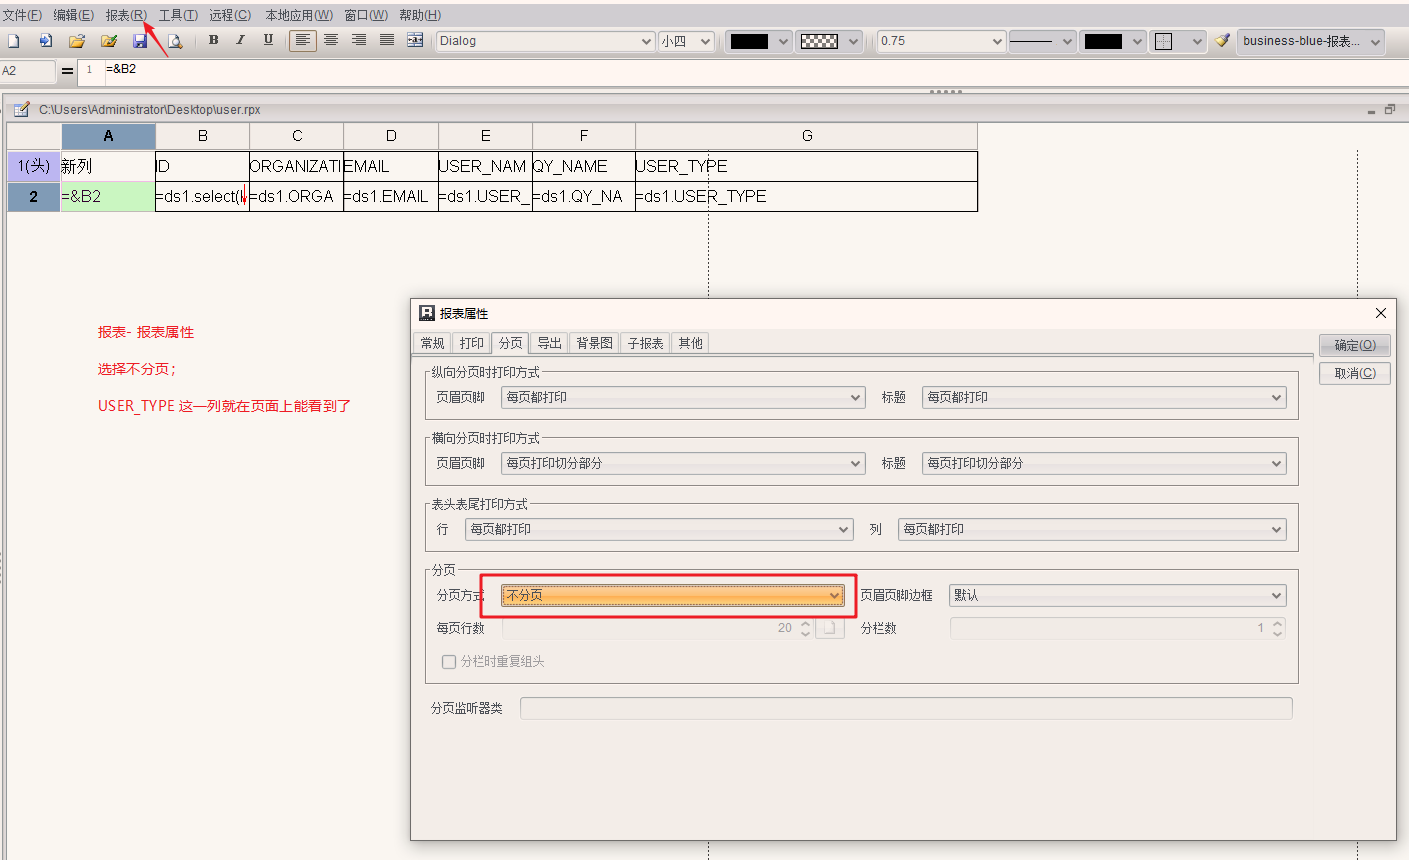 文件(F) 编辑(E) 报表(R) 工具(T) 远程(C) 本地应用(W) 窗口(W) 帮助(H)
B I U Dialog 小四 0.75 business-blue-报表...
A2 = 1 =&B2
C:\Users\Administrator\Desktop\user.rpx
A B C D E F G
1(头) 新列 ID ORGANIZATI EMAIL USER_NAM QY_NAME USER_TYPE
2 =&B2 =ds1.select( =ds1.ORGA =ds1.EMAIL =ds1.USER_ =ds1.QY_NA =ds1.USER_TYPE
报表- 报表属性
选择不分页；
USER_TYPE 这一列就在页面上能看到了
报表属性
常规 打印 分页 导出 背景图 子报表 其他
确定(O)
取消(C)
纵向分页时打印方式
页眉页脚 每页都打印 标题 每页都打印
横向分页时打印方式
页眉页脚 每页打印切分部分 标题 每页打印切分部分
表头表尾打印方式
行 每页都打印 列 每页都打印
分页
分页方式 不分页 页眉页脚边框 默认
每页行数 20 分栏数 1
分栏时重复组头
分页监听器类